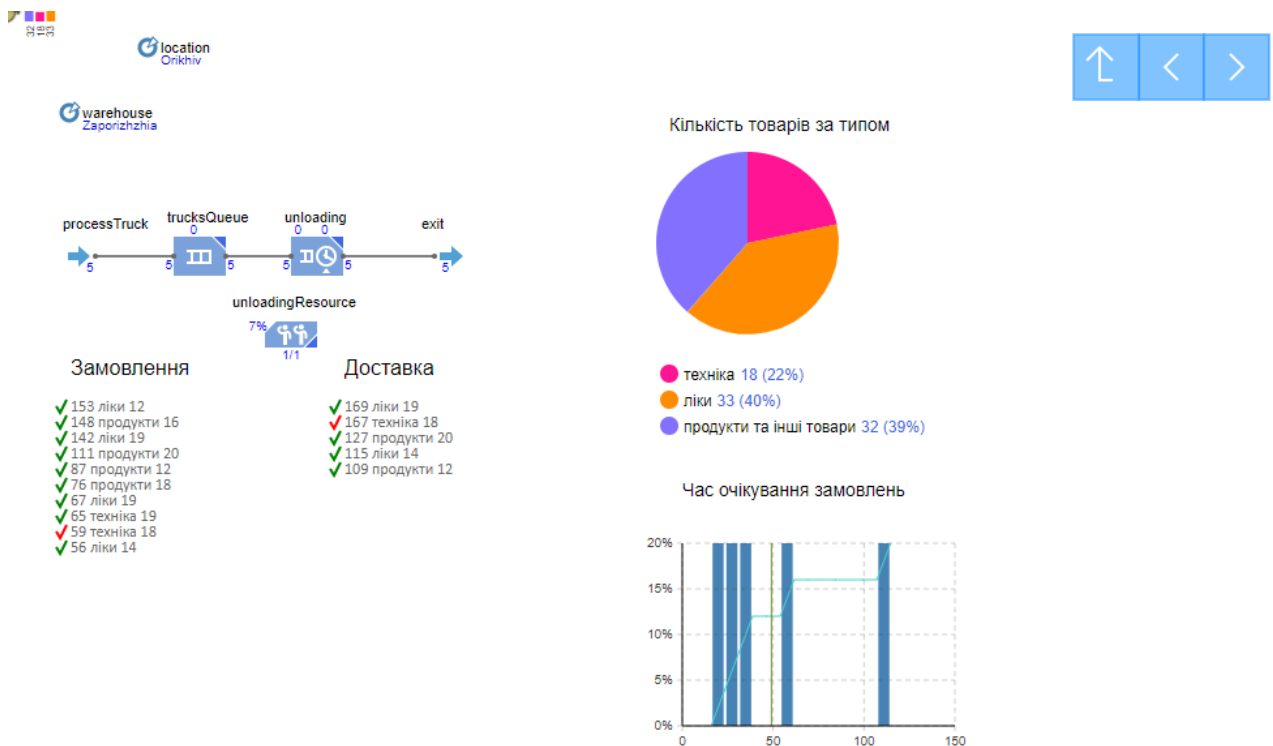 32
18
33
location
Orikhiv
warehouse
Zaporizhzhia
processTruck
trucksQueue
unloading
exit
0
0 0
5
5
5
5
5
5
unloadingResource
7%
1/1
Замовлення
153 ліки 12
148 продукти 16
142 ліки 19
111 продукти 20
87 продукти 12
76 продукти 18
67 ліки 19
65 техніка 19
59 техніка 18
56 ліки 14
Доставка
169 ліки 19
167 техніка 18
127 продукти 20
115 ліки 14
109 продукти 12
Кількість товарів за типом
техніка 18 (22%)
ліки 33 (40%)
продукти та інші товари 32 (39%)
Час очікування замовлень
20%
15%
10%
5%
0%
0 50 100 150